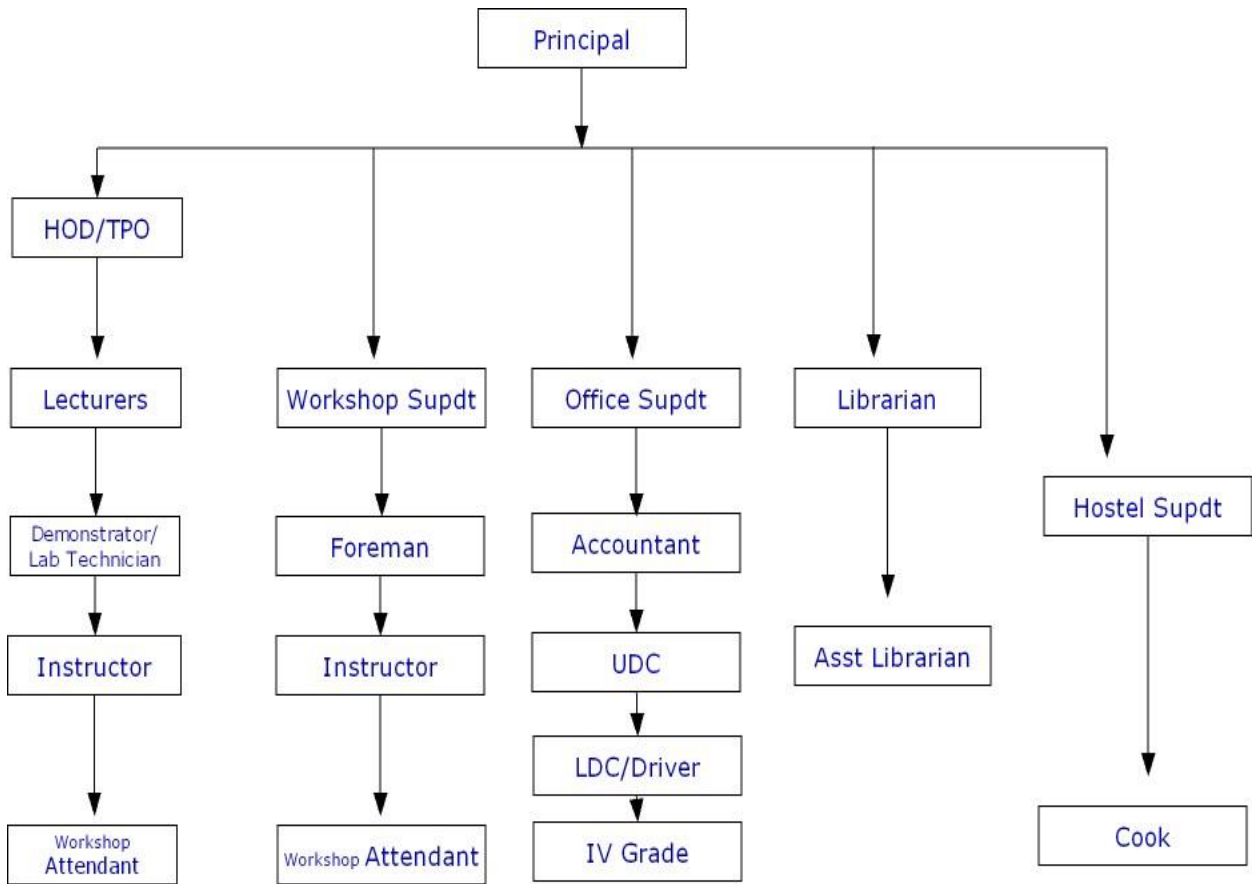 Principal
HOD/TPO
Lecturers
Workshop Supdt
Office Supdt
Librarian
Hostel Supdt
Demonstrator/
Lab Technician
Foreman
Accountant
Instructor
Instructor
UDC
Asst Librarian
LDC/Driver
Workshop
Attendant
Workshop Attendant
IV Grade
Cook